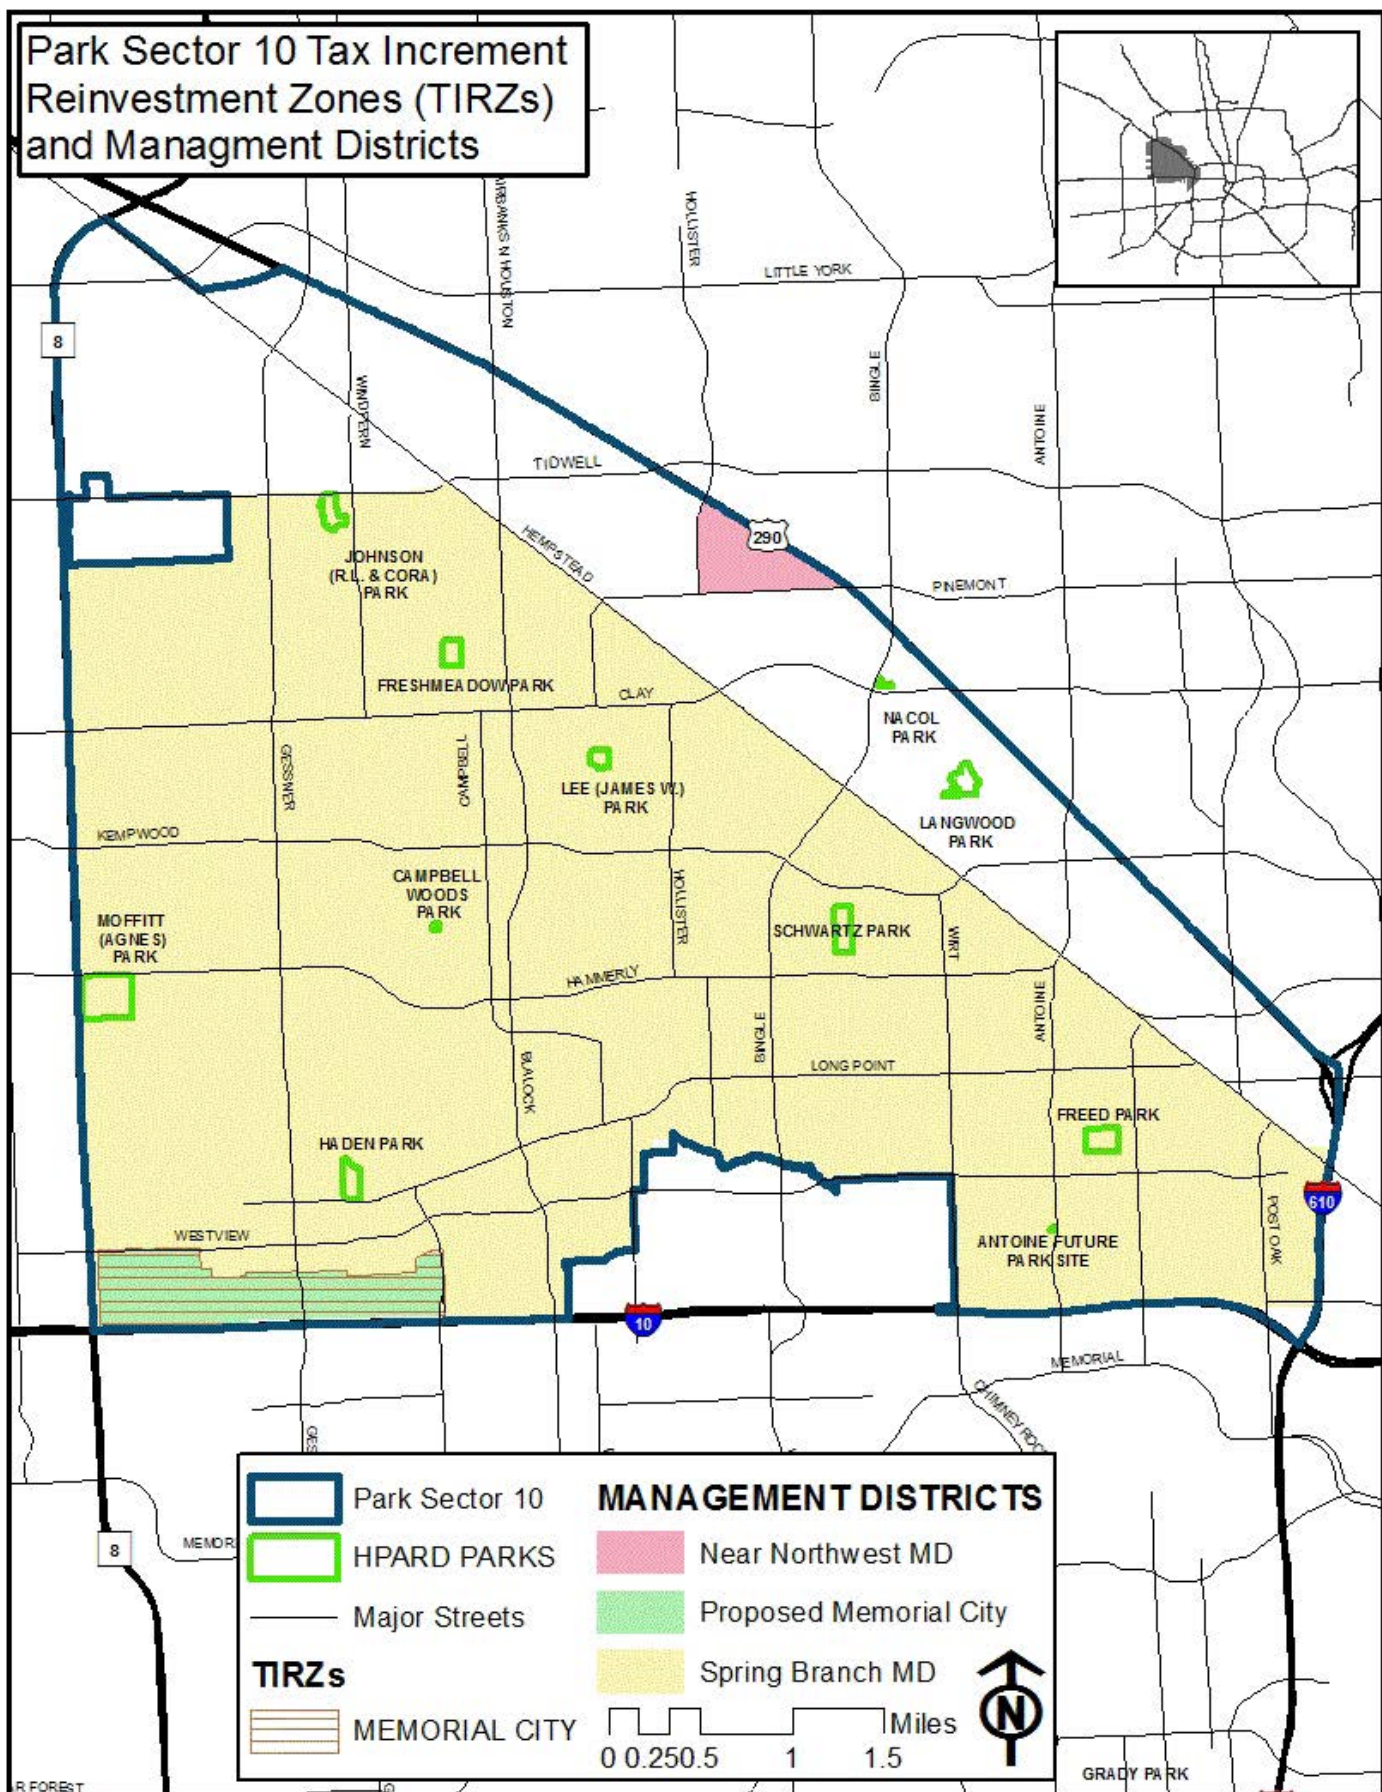 Park Sector 10 Tax Increment
Reinvestment Zones (TIRZs)
and Managment Districts
HOLLISTER
LITTLE YORK
8
BINGLE
WINDFERN
ANTOINE
TIDWELL
290
HEMPSTEAD
PINEMONT
JOHNSON
(R.L. & CORA)
PARK
FRESHMEADOW PARK
CLAY
NACOL
PARK
GESSNER
CAMPBELL
LEE (JAMES W.)
PARK
LANGWOOD
PARK
KEMPWOOD
CAMPBELL
WOODS
PARK
HOLLISTER
MOFFITT
(AGNES)
PARK
SCHWARTZ PARK
WIRT
HAMMERLY
ANTOINE
BINGLE
BLALOCK
LONG POINT
FREED PARK
HADEN PARK
610
WESTVIEW
POST OAK
ANTOINE FUTURE
PARK SITE
10
MEMORIAL
8
Park Sector 10
HPARD PARKS
Major Streets
TIRZs
MEMORIAL CITY
MANAGEMENT DISTRICTS
Near Northwest MD
Proposed Memorial City
Spring Branch MD
Miles
0 0.25 0.5 1 1.5
N
GRADY PARK